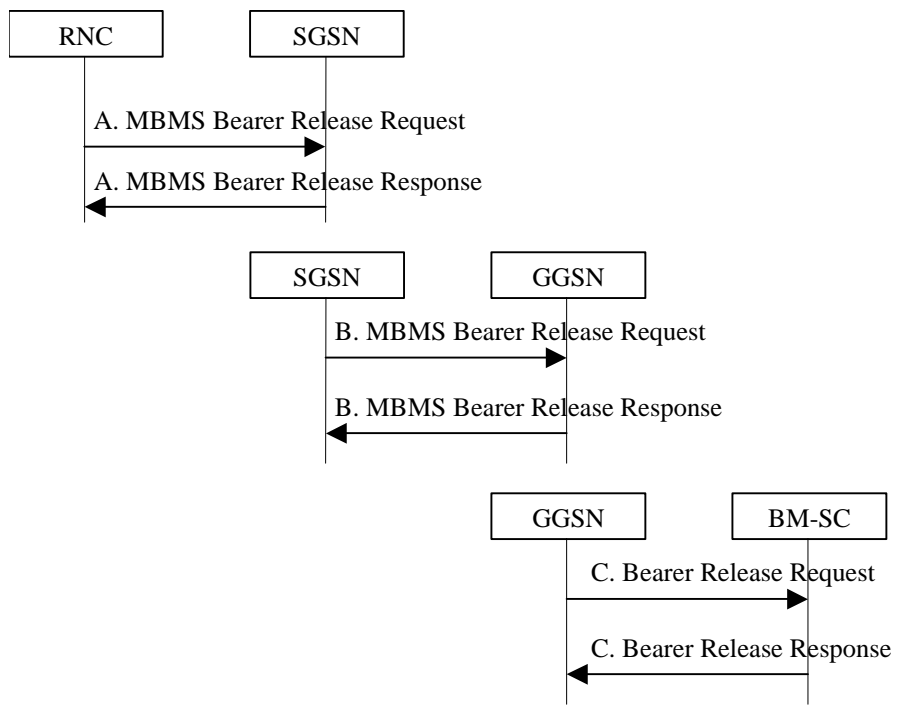 RNC
SGSN
A. MBMS Bearer Release Request
A. MBMS Bearer Release Response
SGSN
GGSN
B. MBMS Bearer Release Request
B. MBMS Bearer Release Response
GGSN
BM-SC
C. Bearer Release Request
C. Bearer Release Response